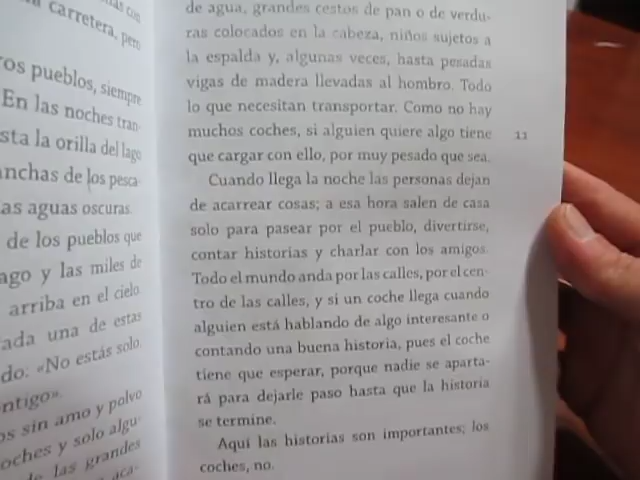 carretera, pero
pueblos, siempre
En las noches tran-
la orilla del lago
de los pesca-
as aguas oscuras.
de los pueblos que
y las miles de
arriba en el cielo.
una de estas
«No estás solo,
sin amo y polvo
y solo algu-
las grandes
de agua, grandes cestos de pan o de verdu-
ras colocados en la cabeza, niños sujetos a
la espalda y, algunas veces, hasta pesadas
vigas de madera llevadas al hombro. Todo
lo que necesitan transportar. Como no hay
muchos coches, si alguien quiere algo tiene
que cargar con ello, por muy pesado que sea.
Cuando llega la noche las personas dejan
de acarrear cosas; a esa hora salen de casa
solo para pasear por el pueblo, divertirse,
contar historias y charlar con los amigos.
Todo el mundo anda por las calles, por el cen-
tro de las calles, y si un coche llega cuando
alguien está hablando de algo interesante o
contando una buena historia, pues el coche
tiene que esperar, porque nadie se aparta-
rá para dejarle paso hasta que la historia
se termine.
Aquí las historias son importantes; los
coches, no.
11